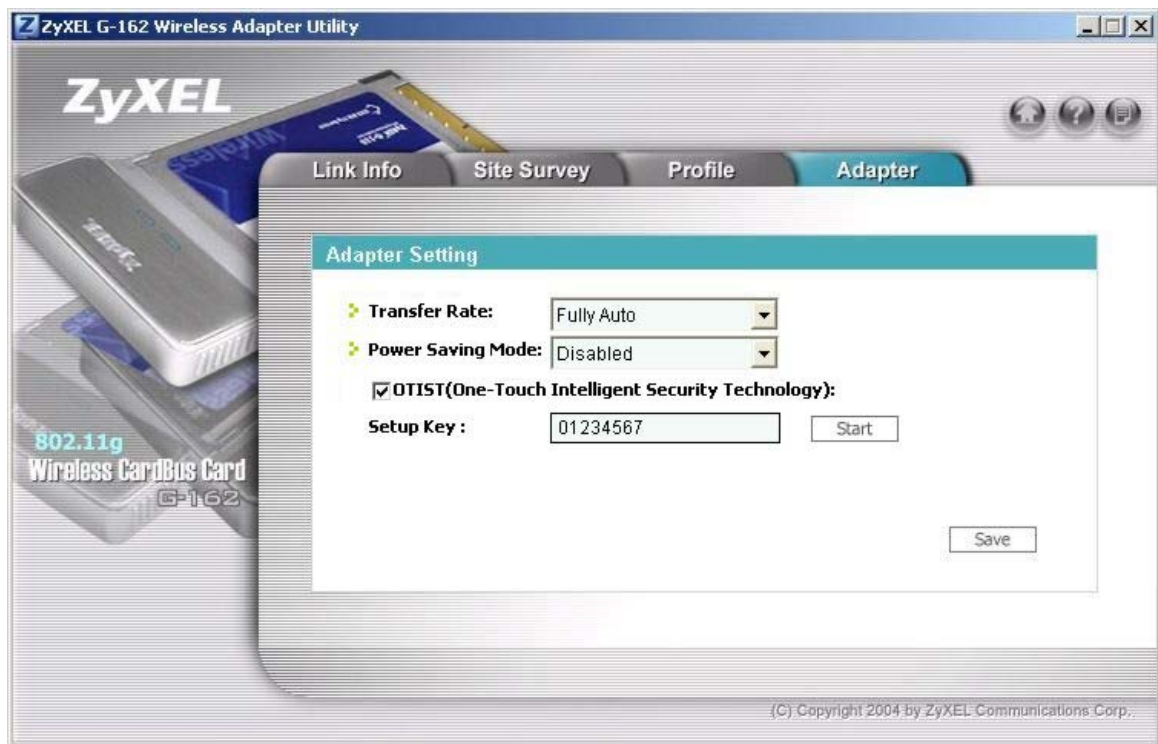 ZyXEL G-162 Wireless Adapter Utility
ZyXEL
Link Info
Site Survey
Profile
Adapter
Wireless
ZyXEL
Adapter Setting
Transfer Rate: Fully Auto
Power Saving Mode: Disabled
OTIST(One-Touch Intelligent Security Technology):
Setup Key : 01234567 Start
802.11g
Wireless CardBus Card
G-162
Save
(C) Copyright 2004 by ZyXEL Communications Corp.